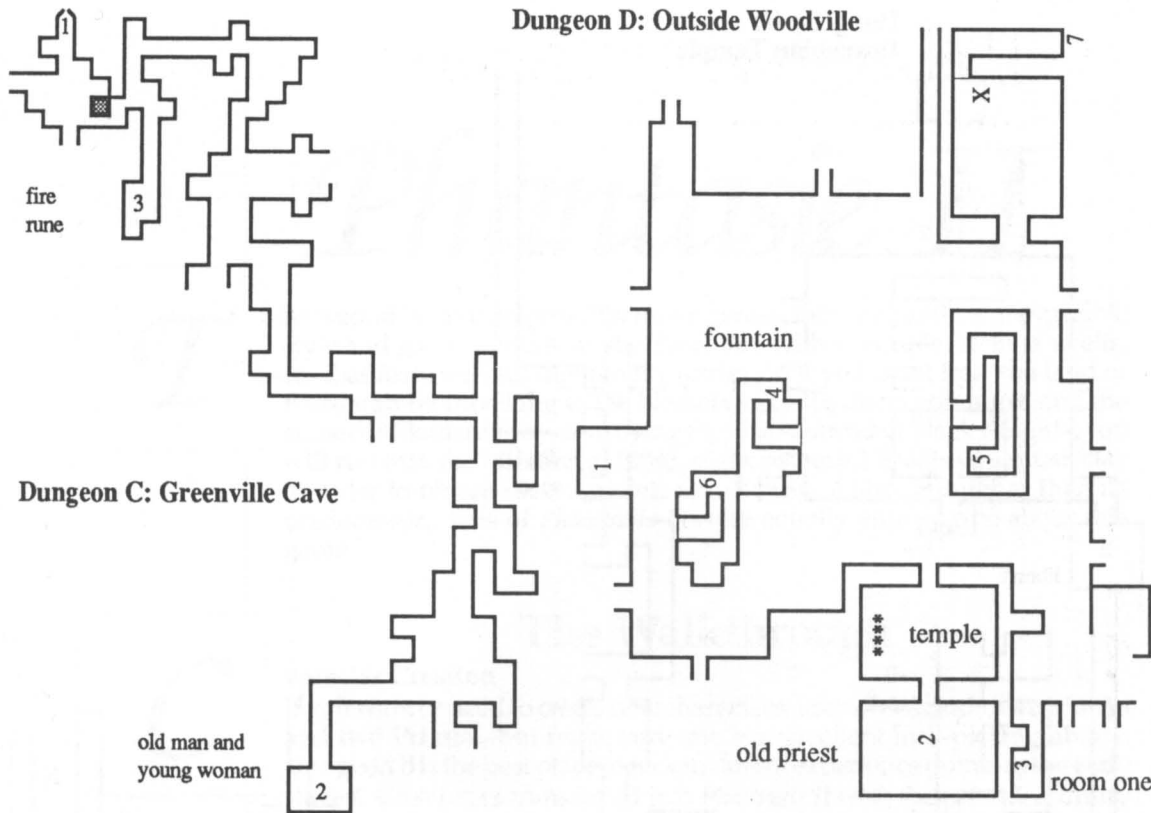 Dungeon D: Outside Woodville
1
7
X
fire
rune
3
fountain
4
1
5
6
Dungeon C: Greenville Cave
****
temple
old man and
young woman
old priest
2
3
room one
2